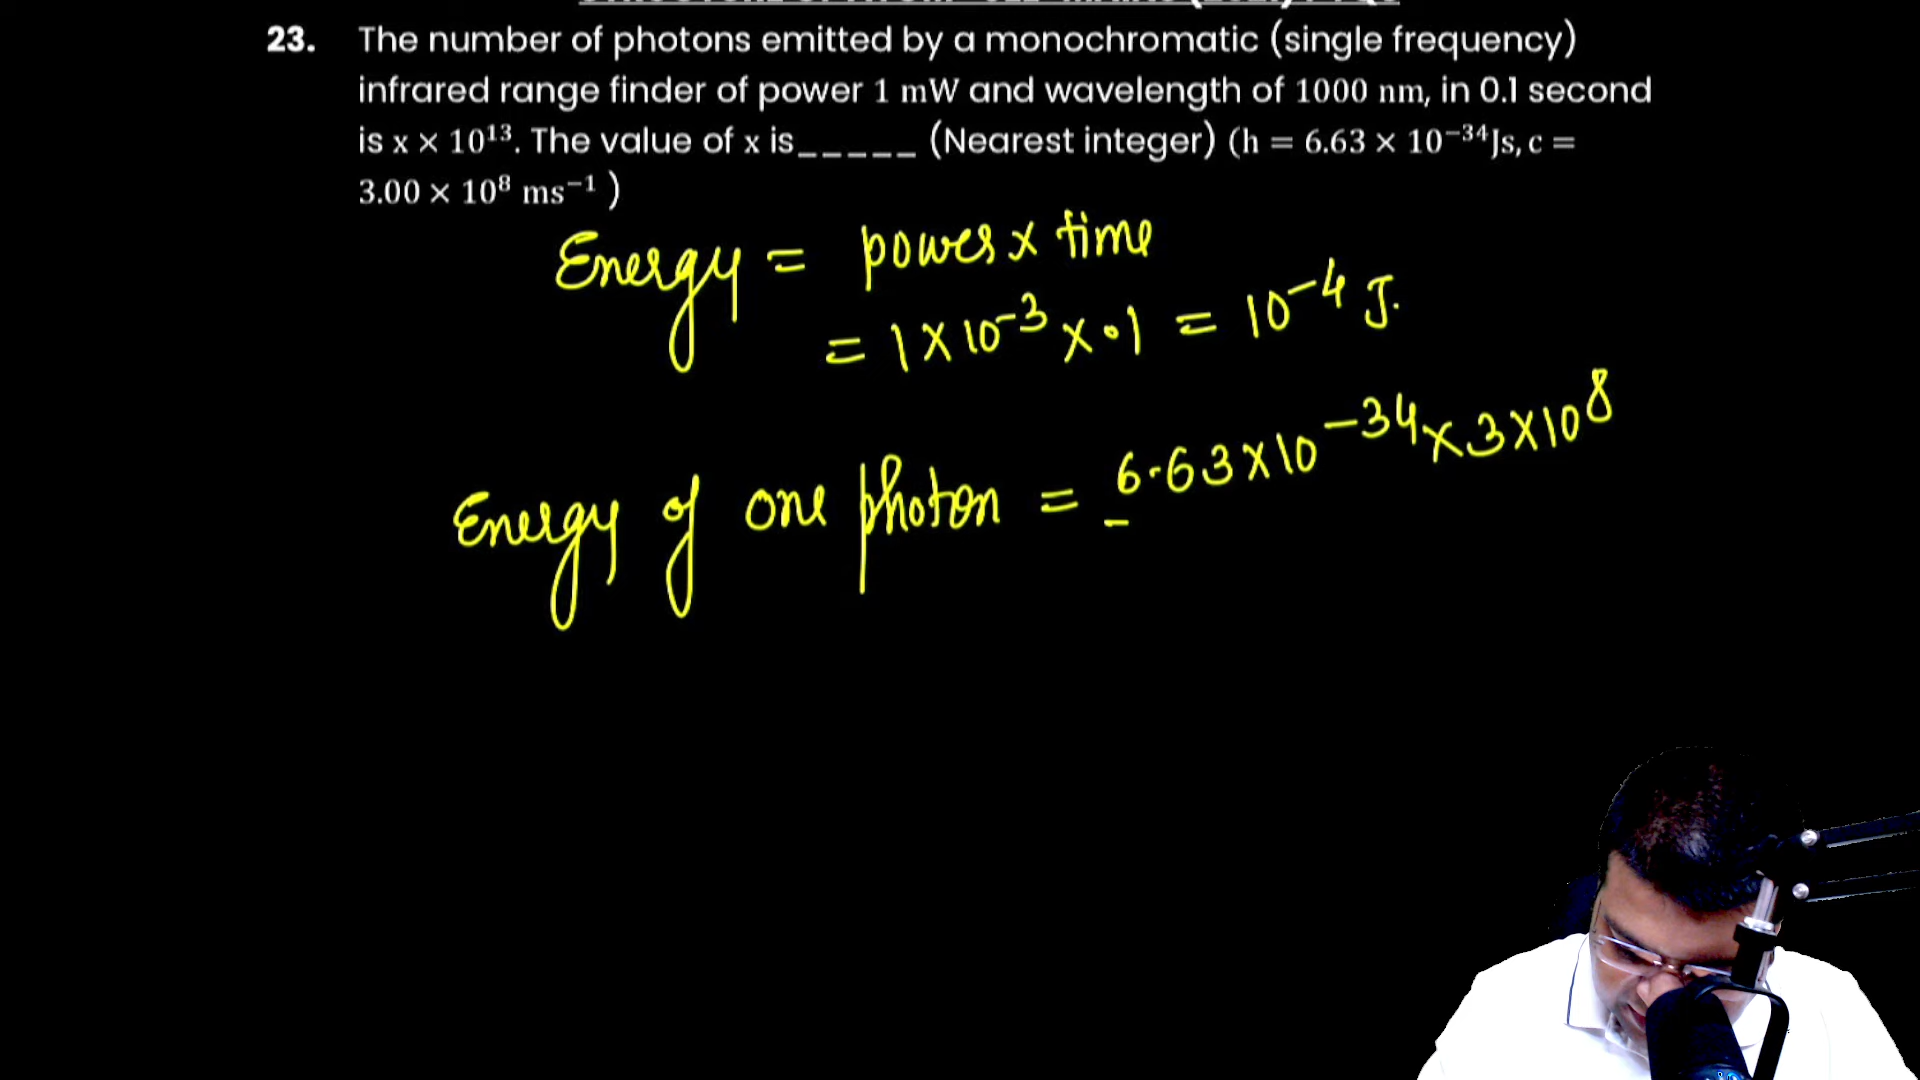 23. The number of photons emitted by a monochromatic (single frequency)
infrared range finder of power 1 mW and wavelength of 1000 nm, in 0.1 second
is x × 10¹³. The value of x is_____ (Nearest integer) (h = 6.63 × 10⁻³⁴Js, c =
3.00 × 10⁸ ms⁻¹ )
Energy = power x time
= 1 X 10⁻³ x .1 = 10⁻⁴ J.
Energy of one photon = 6.63 X 10⁻³⁴ x 3 X 10⁸